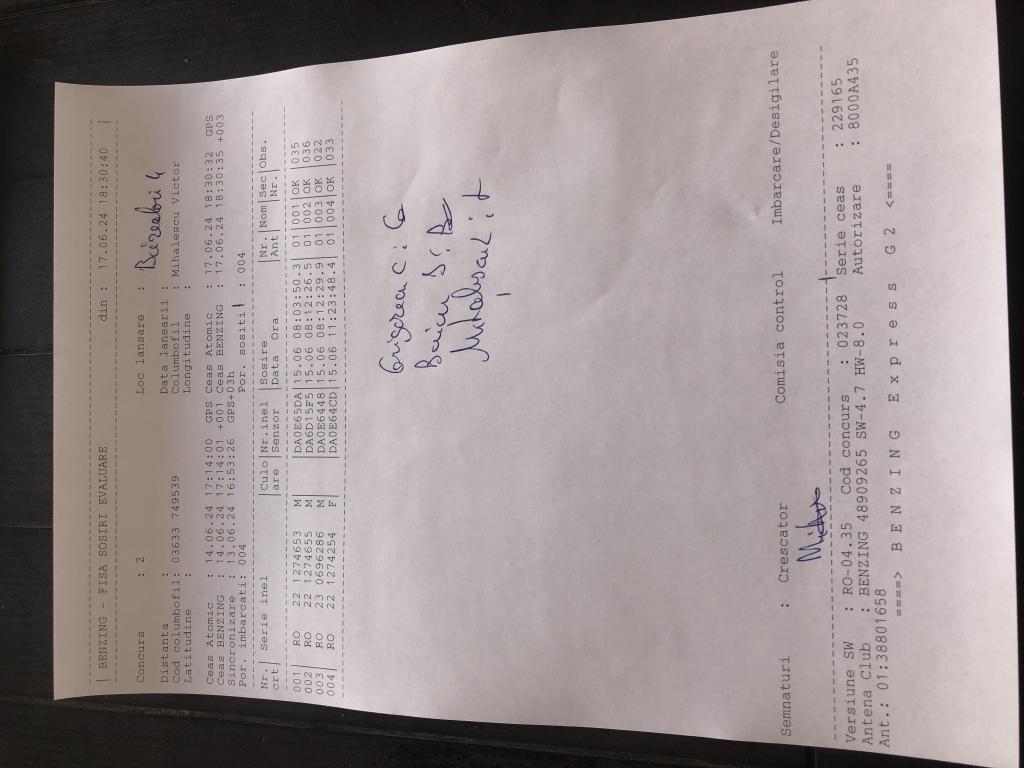 | BENZING - FISA SOSIRI EVALUARE din : 17.06.24 18:30:40 |
Concurs : 2 Loc lansare :
Distanta : Data lansarii :
Cod columbofil: 03633 749539 Columbofil : Mihalescu Victor
Latitudine : Longitudine :
Ceas Atomic : 14.06.24 17:14:00 GPS Ceas Atomic : 17.06.24 18:30:32 GPS
Ceas BENZING : 14.06.24 17:14:01 +001 Ceas BENZING : 17.06.24 18:30:35 +003
Sincronizare : 13.06.24 16:53:26 GPS+03h
Por. imbarcati: 004 Por. sositi : 004
Nr.| Serie inel |Culo|Nr.inel |Sosire |Nr.|Nom|Sec|Obs.
crt| |are |Senzor |Data Ora |Ant| |Nr.|
001| RO 22 1274653 M |DA0E65DA|15.06 08:03:50.3| 01|001|OK |035
002| RO 22 1274655 M |DA6D15F5|15.06 08:12:26.5| 01|002|OK |036
003| RO 23 0696286 M |DA0E6448|15.06 08:12:29.9| 01|003|OK |022
004| RO 22 1274254 F |DA0E64CD|15.06 11:23:48.4| 01|004|OK |033
Semnaturi : Crescator Comisia control Imbarcare/Desigilare
Versiune SW : RO-04.35 Cod concurs : 023728 Serie ceas : 229165
Antena Club : BENZING 48909265 SW-4.7 HW-8.0 Autorizare : 8000A435
Ant.: 01:38801658
====> B E N Z I N G E x p r e s s G 2 <====